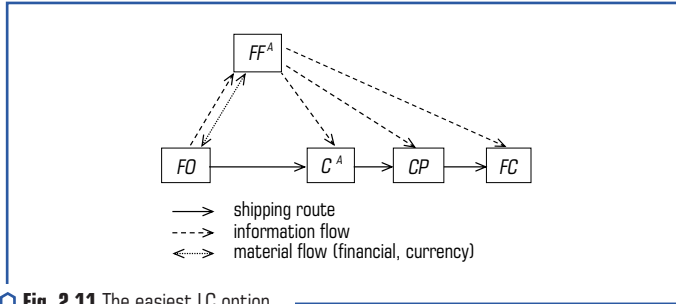 FF A
FO C A CP FC
shipping route
information flow
material flow (financial, currency)
Fig. 2.11 The easiest LC option